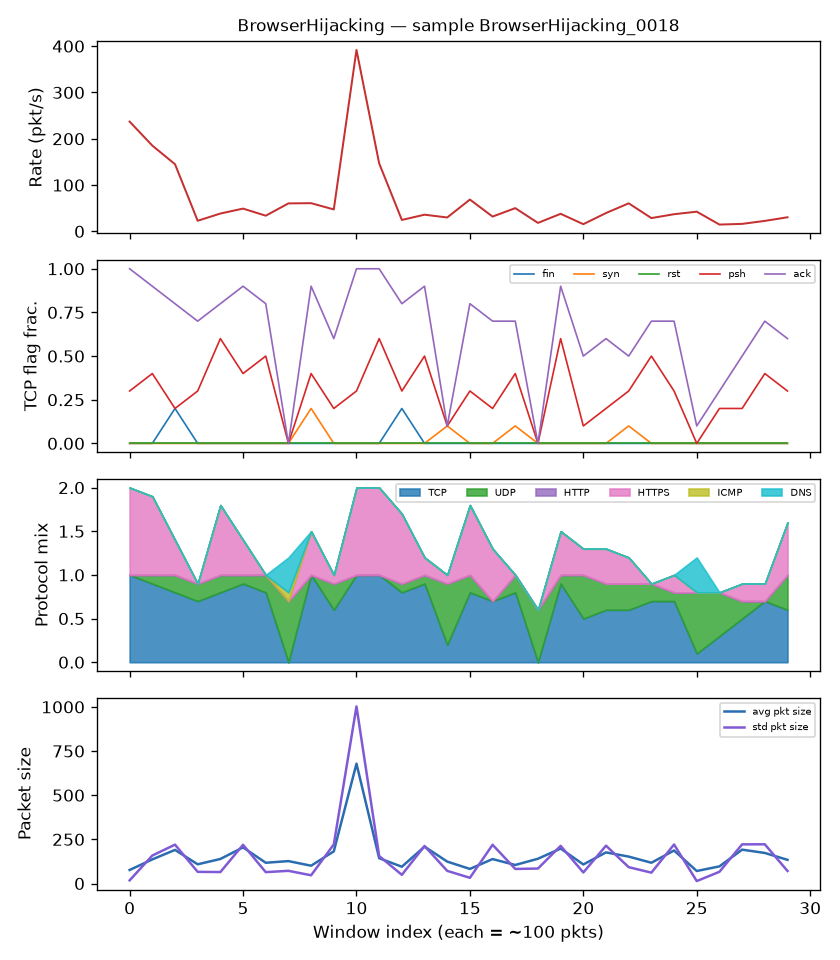 BrowserHijacking — sample BrowserHijacking_0018
400
300
200
100
0
Rate (pkt/s)
1.00
0.75
0.50
0.25
0.00
TCP flag frac.
fin syn rst psh ack
2.0
1.5
1.0
0.5
0.0
Protocol mix
TCP UDP HTTP HTTPS ICMP DNS
1000
750
500
250
0
Packet size
avg pkt size
std pkt size
0 5 10 15 20 25 30
Window index (each = ~100 pkts)